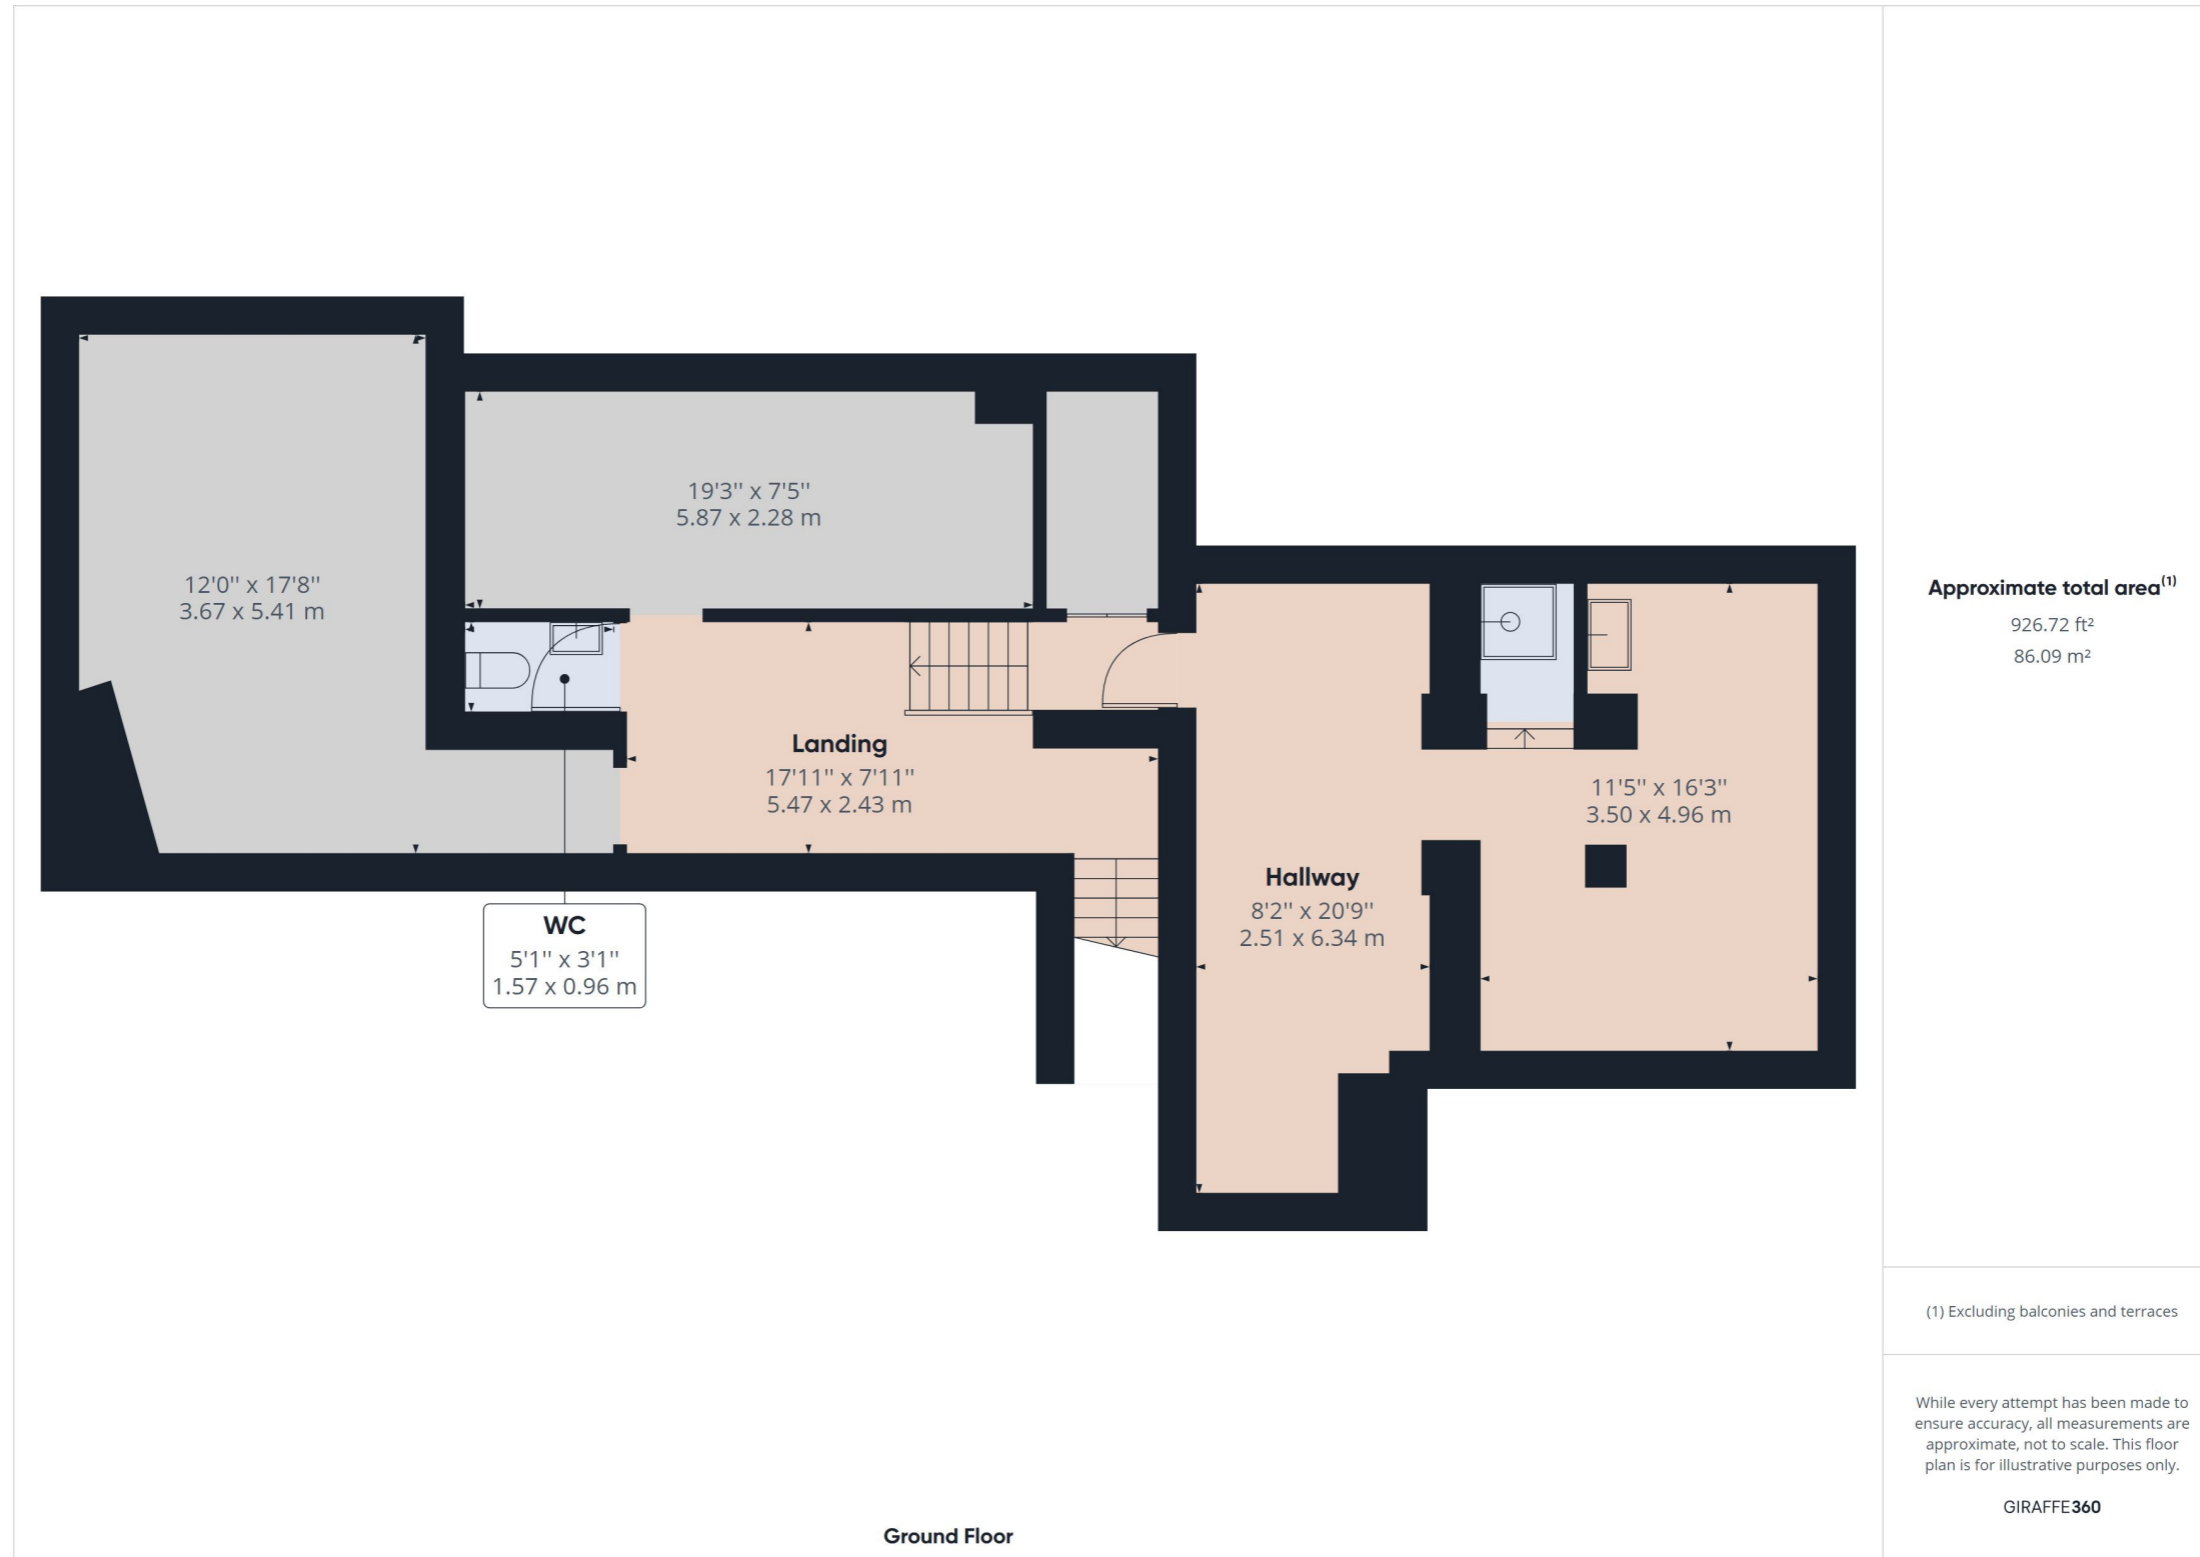 19'3'' x 7'5''
5.87 x 2.28 m
12'0'' x 17'8''
3.67 x 5.41 m
Landing
17'11'' x 7'11''
5.47 x 2.43 m
11'5'' x 16'3''
3.50 x 4.96 m
Hallway
8'2'' x 20'9''
2.51 x 6.34 m
WC
5'1'' x 3'1''
1.57 x 0.96 m
Ground Floor
Approximate total area(1)
926.72 ft²
86.09 m²
(1) Excluding balconies and terraces
While every attempt has been made to
ensure accuracy, all measurements are
approximate, not to scale. This floor
plan is for illustrative purposes only.
GIRAFFE360